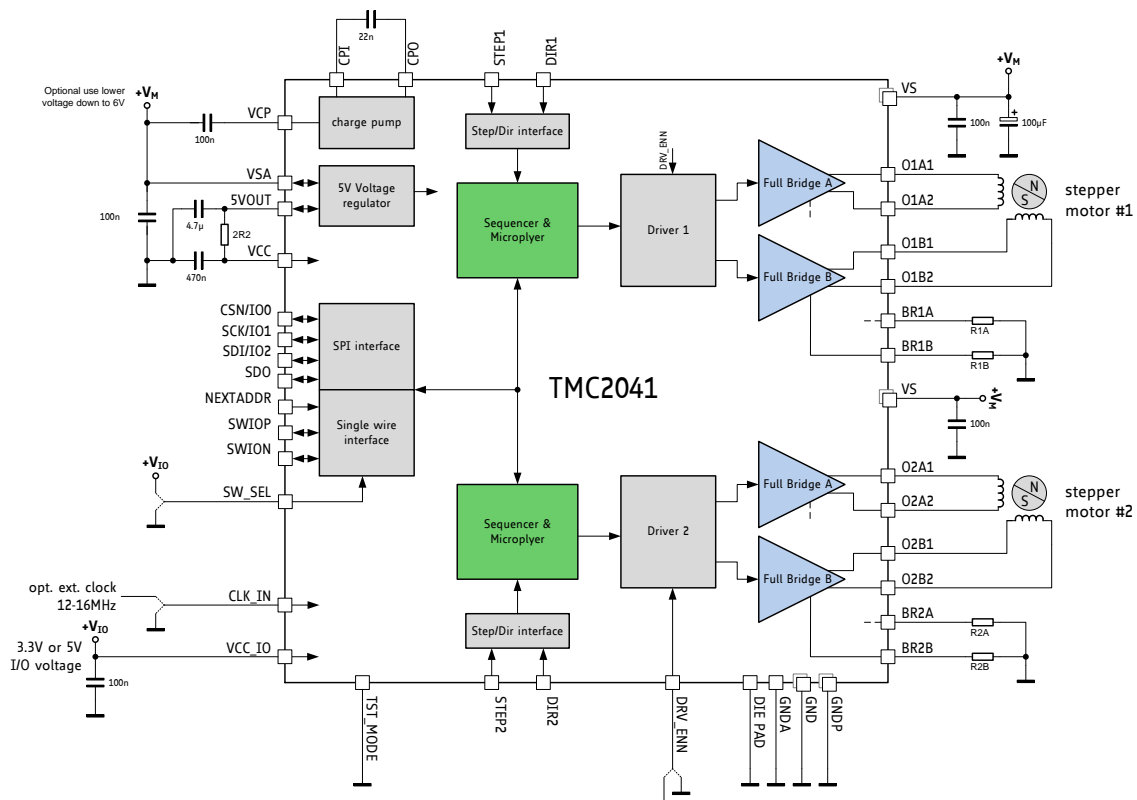 22n
CPI
CPO
STEP1
DIR1
+VM
Optional use lower
voltage down to 6V
+VM
VCP
100n
charge pump
Step/Dir interface
DRV_ENN
VS
100n
100µF
VSA
5VOUT
100n
4.7µ
2R2
470n
VCC
5V Voltage
regulator
Sequencer &
Microplyer
Driver 1
Full Bridge A
Full Bridge B
O1A1
O1A2
O1B1
O1B2
BR1A
BR1B
R1A
R1B
N
S
stepper
motor #1
CSN/IO0
SCK/IO1
SDI/IO2
SDO
NEXTADDR
SWIOP
SWION
SPI interface
Single wire
interface
TMC2041
VS
+VM
100n
+VIO
SW_SEL
Sequencer &
Microplyer
Driver 2
Full Bridge A
Full Bridge B
O2A1
O2A2
O2B1
O2B2
BR2A
BR2B
R2A
R2B
N
S
stepper
motor #2
opt. ext. clock
12-16MHz
CLK_IN
+VIO
3.3V or 5V
I/O voltage
VCC_IO
100n
Step/Dir interface
TST_MODE
STEP2
DIR2
DRV_ENN
DIE PAD
GNDA
GND
GNDP